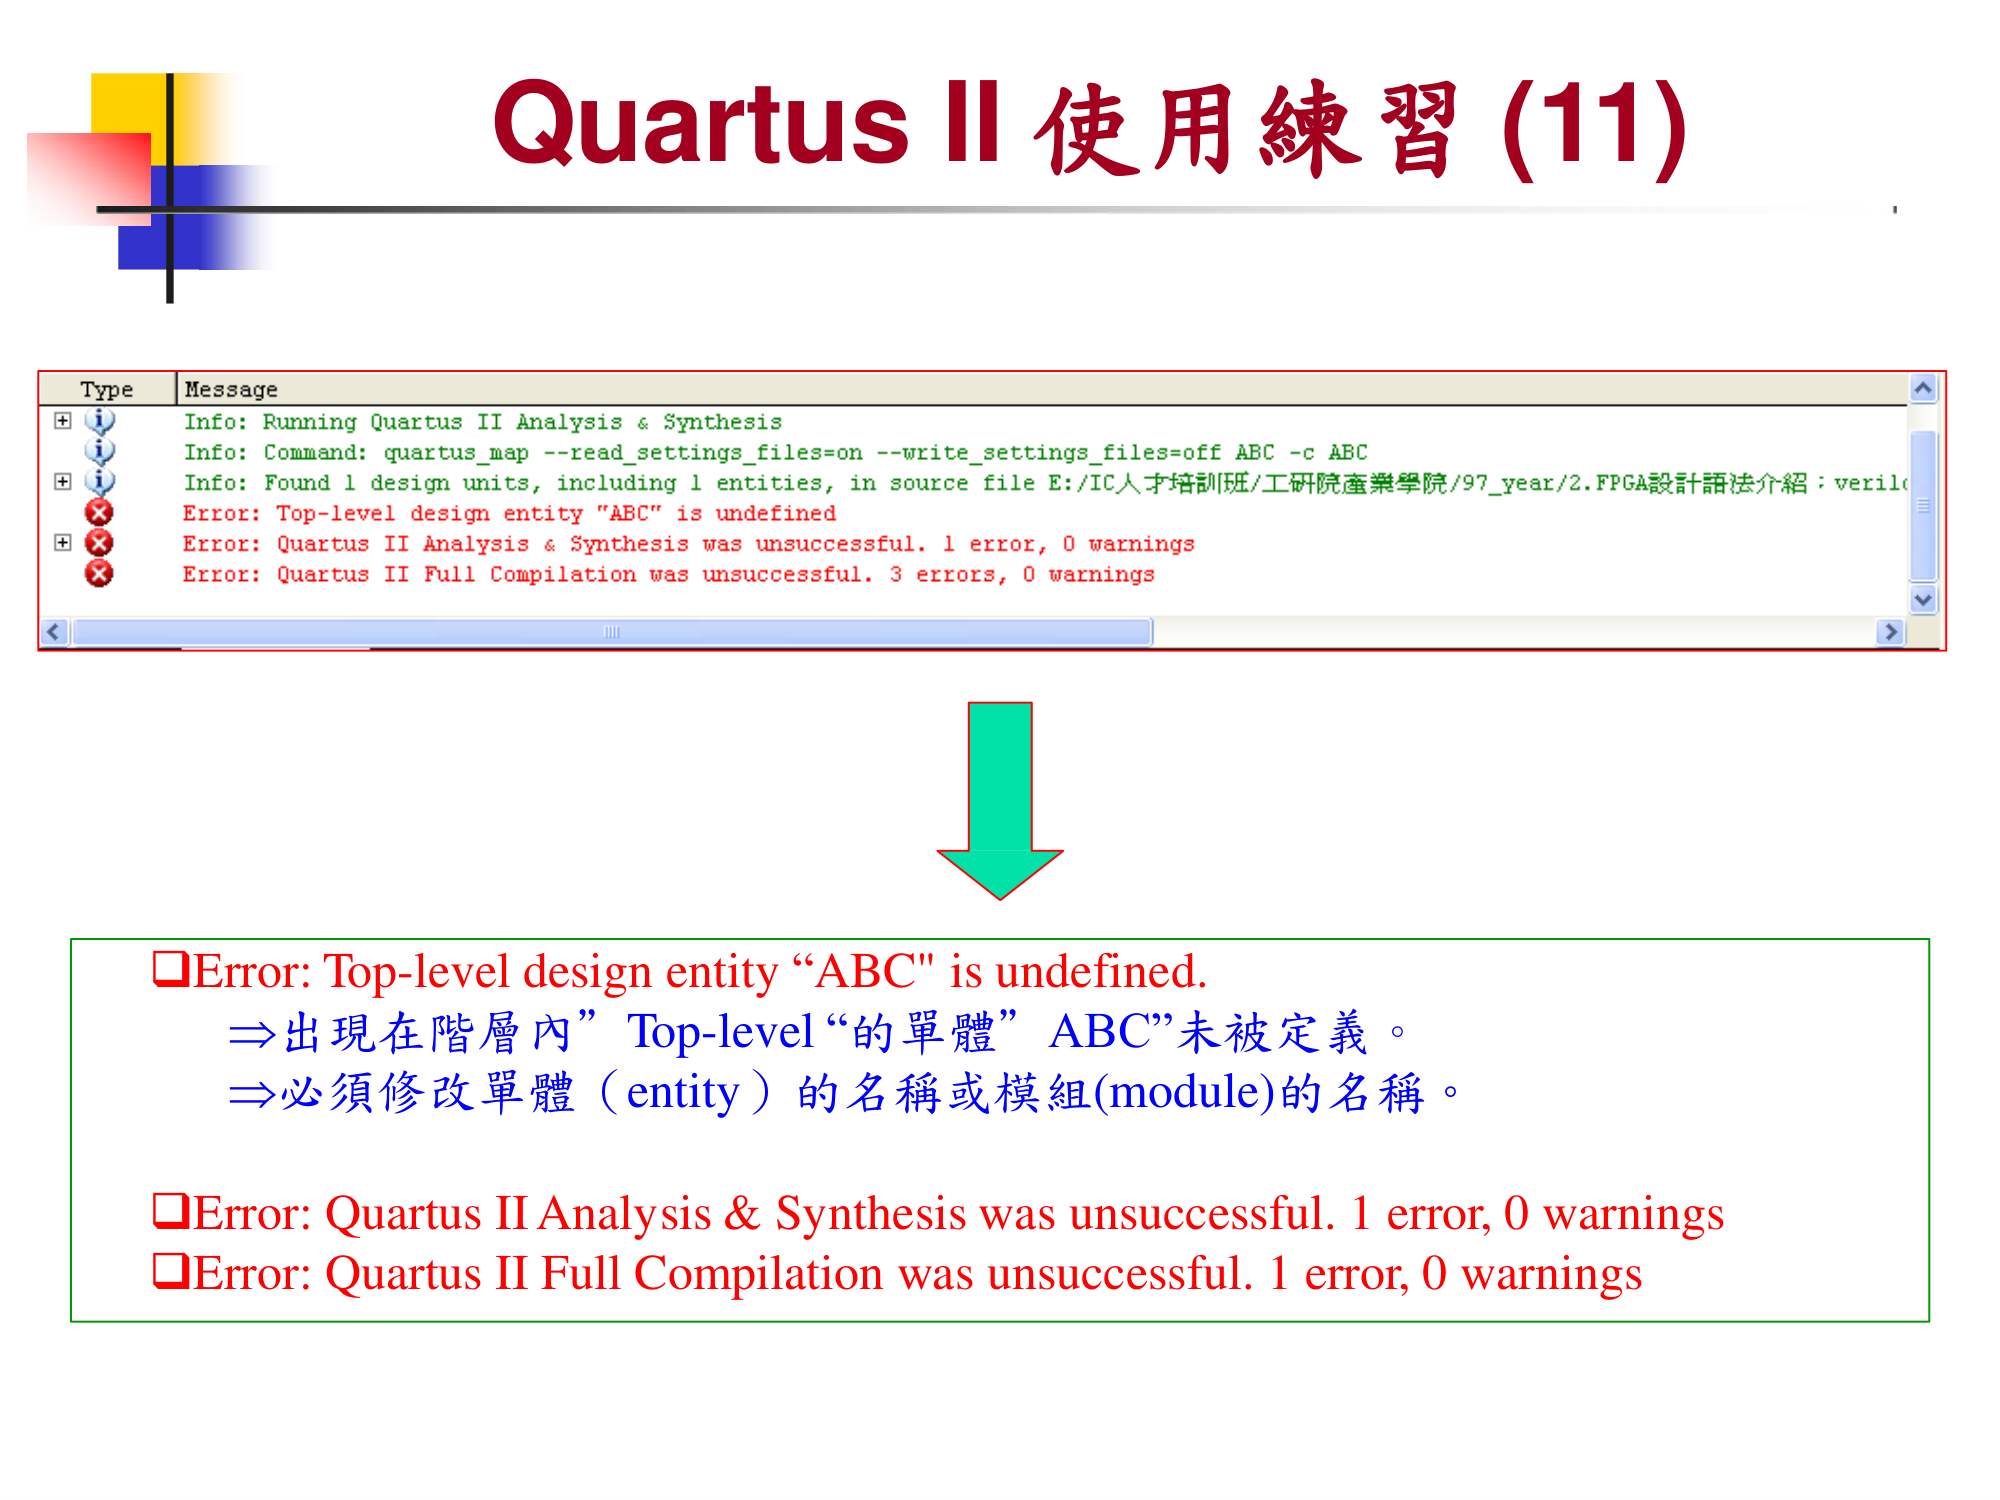 Quartus II 使用練習 (11)
Type Message
Info: Running Quartus II Analysis & Synthesis
Info: Command: quartus_map --read_settings_files=on --write_settings_files=off ABC -c ABC
Info: Found 1 design units, including 1 entities, in source file E:/IC人才培訓班/工研院產業學院/97_year/2.FPGA設計語法介紹：veril
Error: Top-level design entity "ABC" is undefined
Error: Quartus II Analysis & Synthesis was unsuccessful. 1 error, 0 warnings
Error: Quartus II Full Compilation was unsuccessful. 3 errors, 0 warnings
❑Error: Top-level design entity “ABC" is undefined.
⇒出現在階層內”Top-level“的單體”ABC”未被定義。
⇒必須修改單體（entity）的名稱或模組(module)的名稱。
❑Error: Quartus II Analysis & Synthesis was unsuccessful. 1 error, 0 warnings
❑Error: Quartus II Full Compilation was unsuccessful. 1 error, 0 warnings